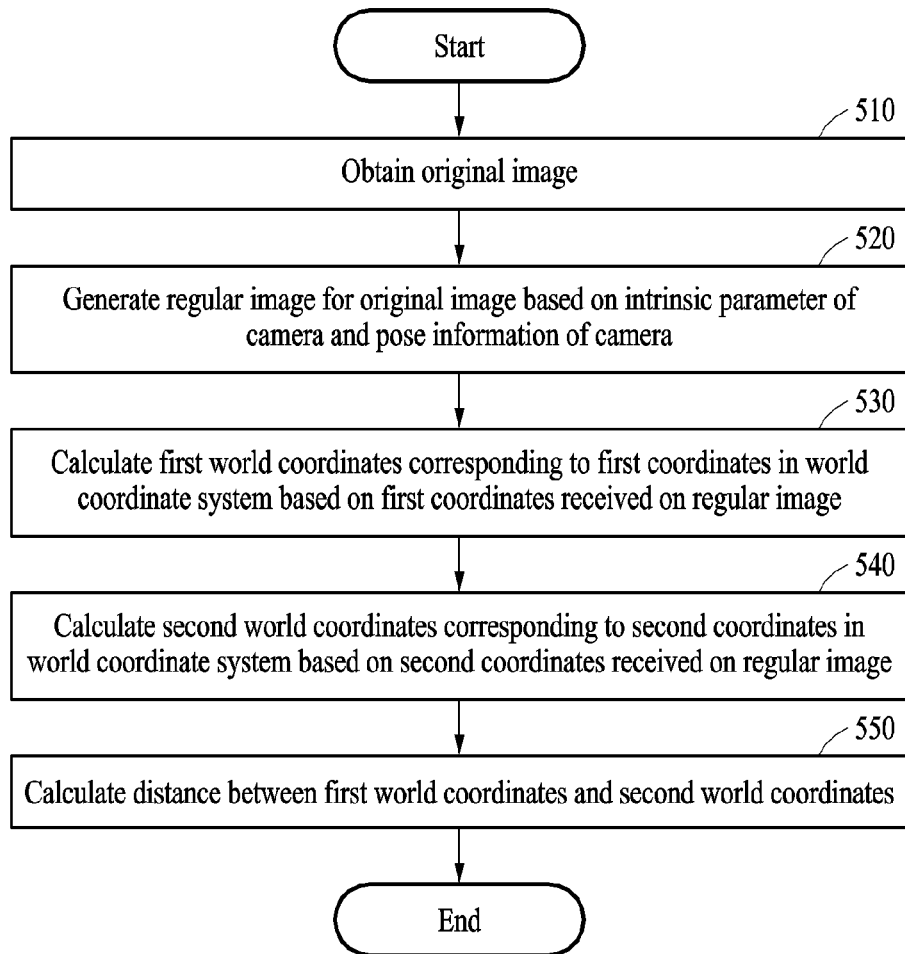 Start
510
Obtain original image
520
Generate regular image for original image based on intrinsic parameter of
camera and pose information of camera
530
Calculate first world coordinates corresponding to first coordinates in world
coordinate system based on first coordinates received on regular image
540
Calculate second world coordinates corresponding to second coordinates in
world coordinate system based on second coordinates received on regular image
550
Calculate distance between first world coordinates and second world coordinates
End